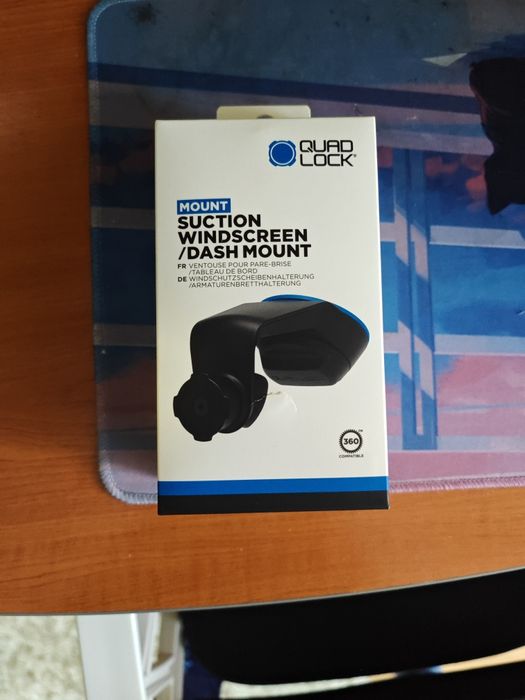 QUAD
LOCK®
MOUNT
SUCTION
WINDSCREEN
/DASH MOUNT
FR VENTOUSE POUR PARE-BRISE
/TABLEAU DE BORD
DE WINDSCHUTZSCHEIBENHALTERUNG
/ARMATURENBRETTHALTERUNG
360™
COMPATIBLE